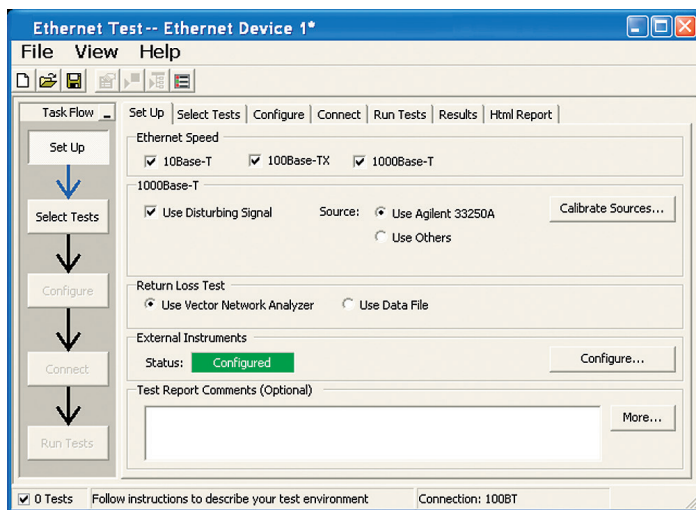 Ethernet Test-- Ethernet Device 1*
File View Help
Task Flow
Set Up
Select Tests
Configure
Connect
Run Tests
Set Up Select Tests Configure Connect Run Tests Results Html Report
Ethernet Speed
10Base-T 100Base-TX 1000Base-T
1000Base-T
Use Disturbing Signal Source: Use Agilent 33250A Calibrate Sources...
Use Others
Return Loss Test
Use Vector Network Analyzer Use Data File
External Instruments
Status: Configured Configure...
Test Report Comments (Optional)
More...
0 Tests Follow instructions to describe your test environment Connection: 100BT